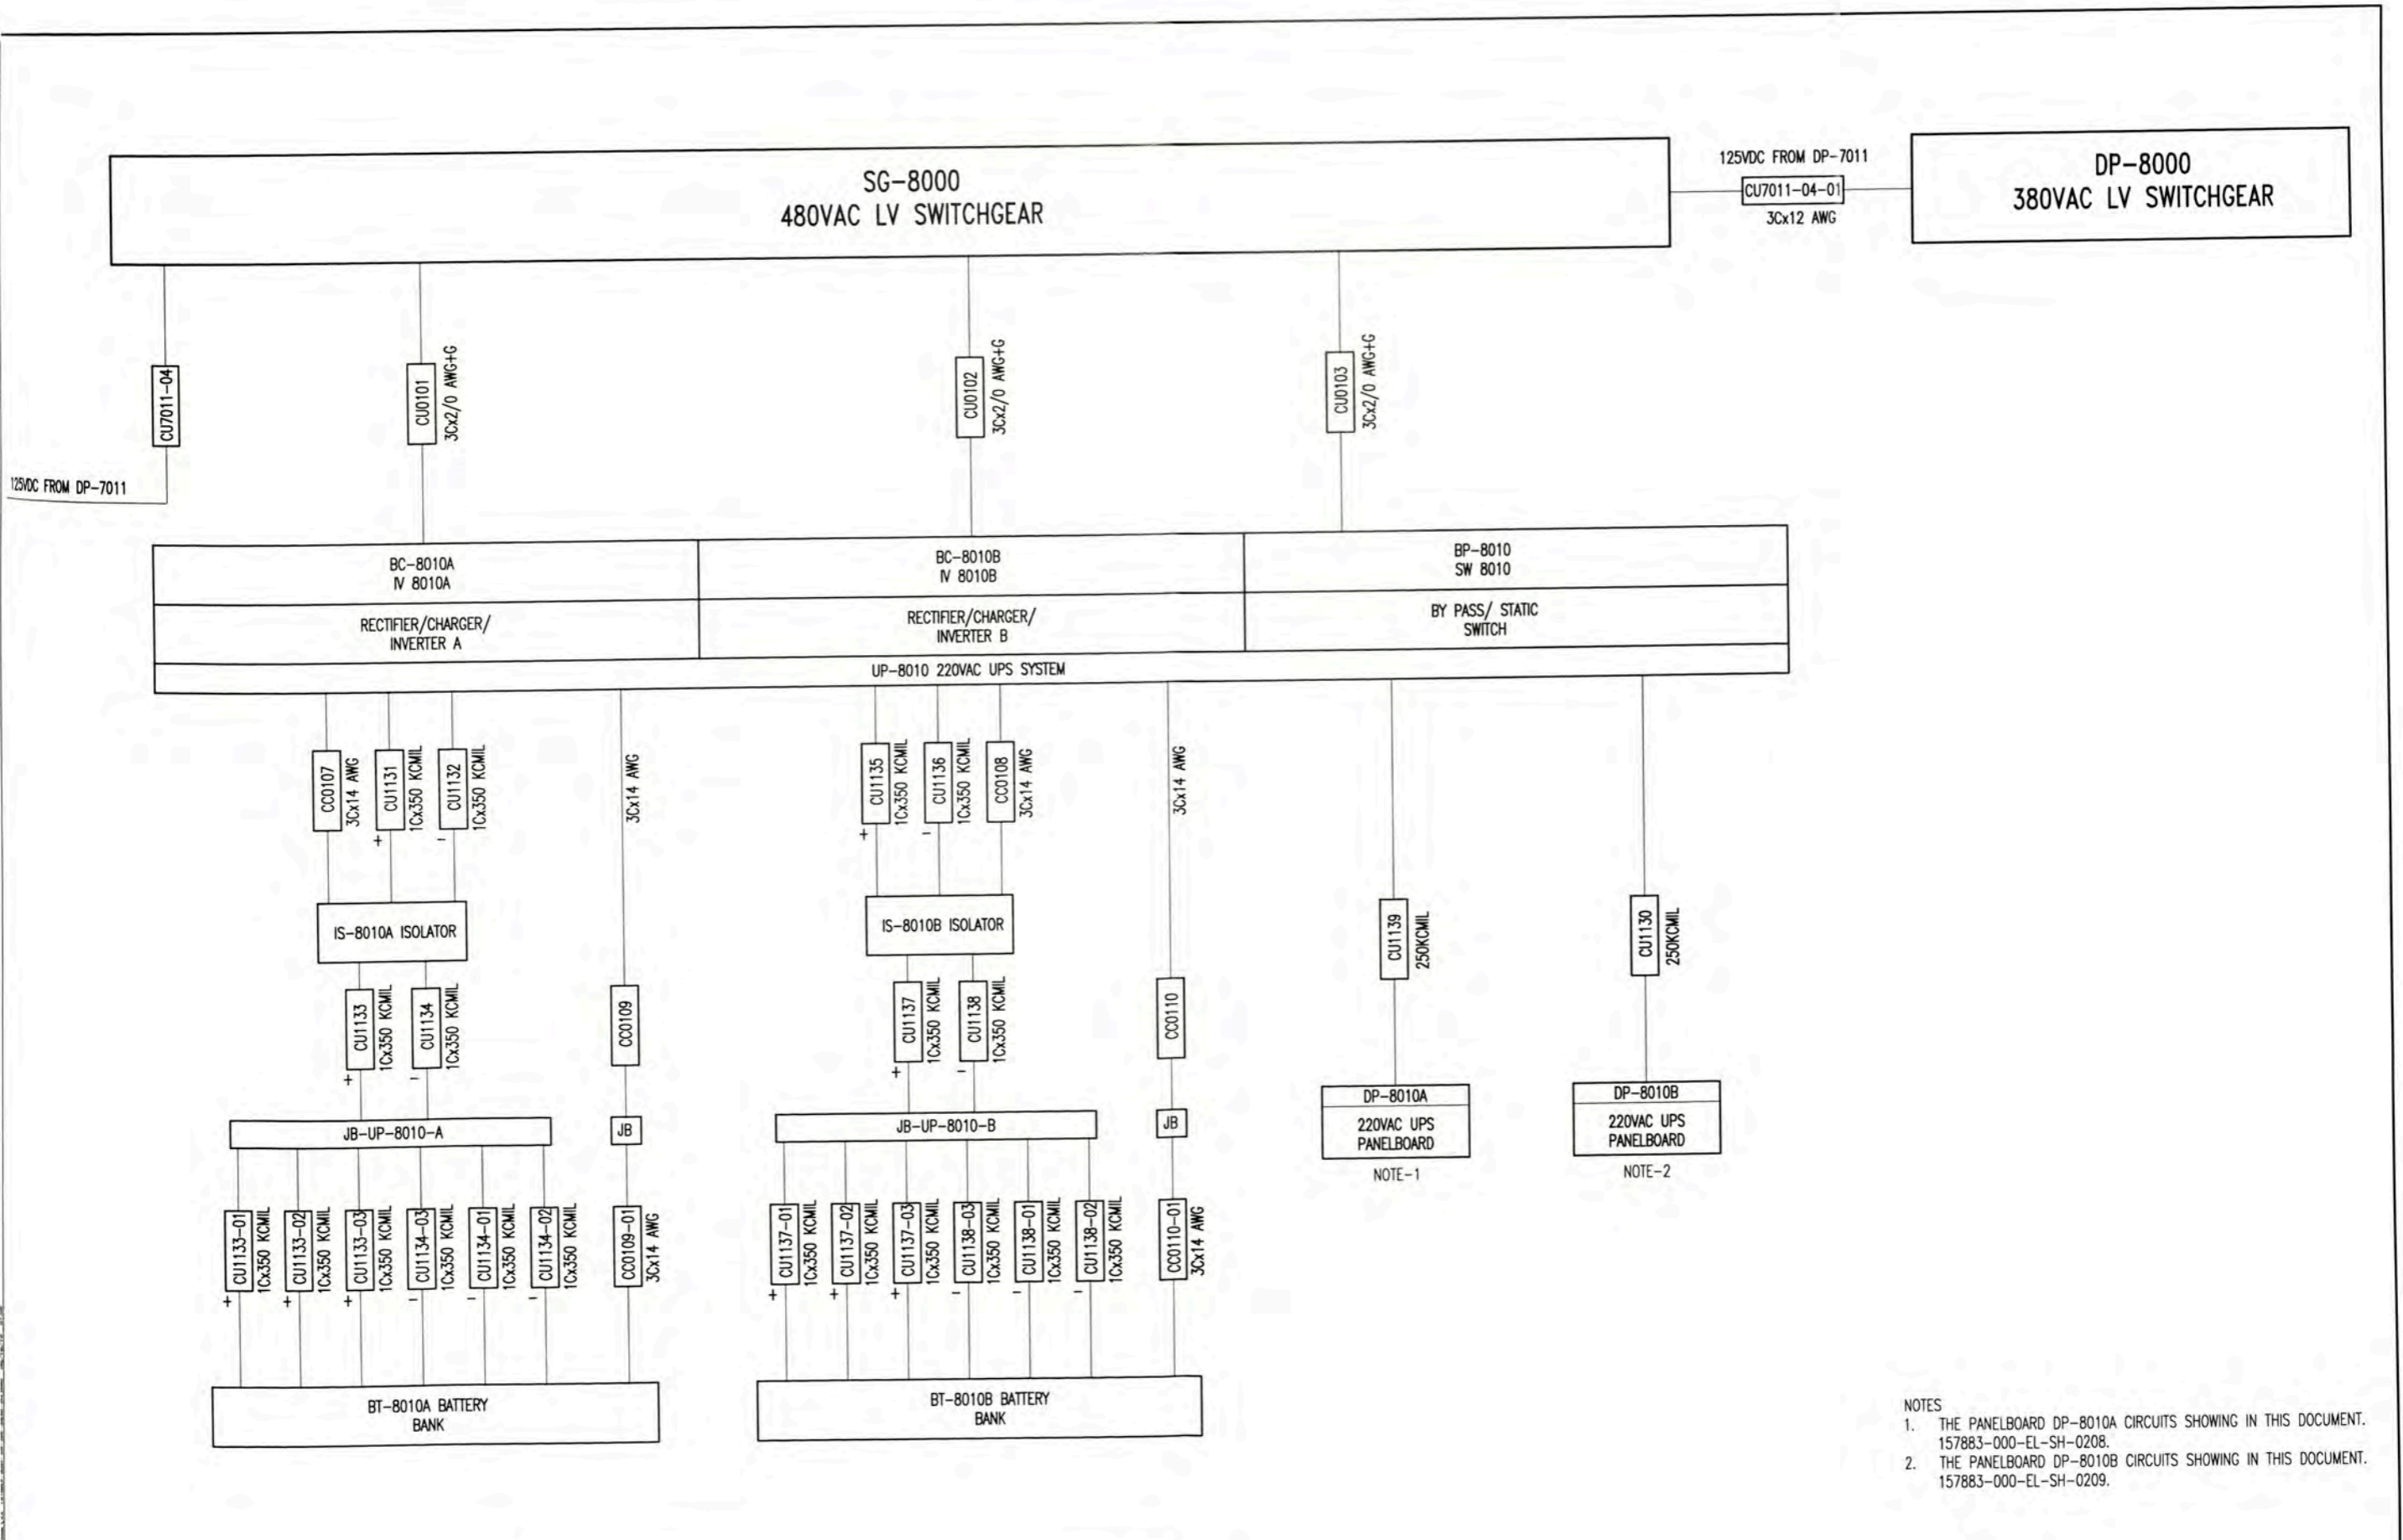 SG-8000
480VAC LV SWITCHGEAR
125VDC FROM DP-7011
CU7011-04-01
3Cx12 AWG
DP-8000
380VAC LV SWITCHGEAR
CU7011-04
125VDC FROM DP-7011
CU0101
3Cx2/0 AWG+G
CU0102
3Cx2/0 AWG+G
CU0103
3Cx2/0 AWG+G
BC-8010A
IV 8010A
RECTIFIER/CHARGER/
INVERTER A
BC-8010B
IV 8010B
RECTIFIER/CHARGER/
INVERTER B
BP-8010
SW 8010
BY PASS/ STATIC
SWITCH
UP-8010 220VAC UPS SYSTEM
CC0107
3Cx14 AWG
CU1131
1Cx350 KCMIL
+
CU1132
1Cx350 KCMIL
-
3Cx14 AWG
CU1135
1Cx350 KCMIL
+
CU1136
1Cx350 KCMIL
-
CC0108
3Cx14 AWG
3Cx14 AWG
IS-8010A ISOLATOR
IS-8010B ISOLATOR
CU1139
250KCMIL
CU1130
250KCMIL
CU1133
1Cx350 KCMIL
+
CU1134
1Cx350 KCMIL
-
CC0109
CU1137
1Cx350 KCMIL
+
CU1138
1Cx350 KCMIL
-
CC0110
JB-UP-8010-A
JB
JB-UP-8010-B
JB
DP-8010A
220VAC UPS
PANELBOARD
NOTE-1
DP-8010B
220VAC UPS
PANELBOARD
NOTE-2
CU1133-01
1Cx350 KCMIL
+
CU1133-02
1Cx350 KCMIL
+
CU1133-03
1Cx350 KCMIL
+
CU1134-03
1Cx350 KCMIL
-
CU1134-01
1Cx350 KCMIL
-
CU1134-02
1Cx350 KCMIL
-
CC0109-01
3Cx14 AWG
CU1137-01
1Cx350 KCMIL
+
CU1137-02
1Cx350 KCMIL
+
CU1137-03
1Cx350 KCMIL
+
CU1138-03
1Cx350 KCMIL
-
CU1138-01
1Cx350 KCMIL
-
CU1138-02
1Cx350 KCMIL
-
CC0110-01
3Cx14 AWG
BT-8010A BATTERY
BANK
BT-8010B BATTERY
BANK
NOTES
1. THE PANELBOARD DP-8010A CIRCUITS SHOWING IN THIS DOCUMENT.
157883-000-EL-SH-0208.
2. THE PANELBOARD DP-8010B CIRCUITS SHOWING IN THIS DOCUMENT.
157883-000-EL-SH-0209.